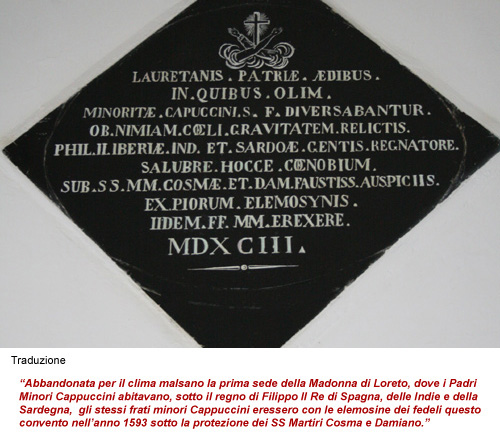 LAURETANIS . PATRIÆ . ÆDIBUS .
IN . QUIBUS . OLIM .
MINORITÆ . CAPUCCINI . S . F . DIVERSABANTUR .
OB . NIMIAM . CŒLI . GRAVITATEM . RELICTIS .
PHIL . II . IBERIÆ . IND . ET . SARDOÆ . GENTIS . REGNATORE .
SALUBRE . HOCCE . CŒNOBIUM .
SUB . SS . MM . COSMÆ . ET . DAM . FAUSTISS . AUSPICIIS .
EX . PIORUM . ELEMOSYNIS .
IIDEM . FF . MM . EREXERE .
MDXCIII .
Traduzione
“Abbandonata per il clima malsano la prima sede della Madonna di Loreto, dove i Padri
Minori Cappuccini abitavano, sotto il regno di Filippo II Re di Spagna, delle Indie e della
Sardegna, gli stessi frati minori Cappuccini eressero con le elemosine dei fedeli questo
convento nell’anno 1593 sotto la protezione dei SS Martiri Cosma e Damiano.”